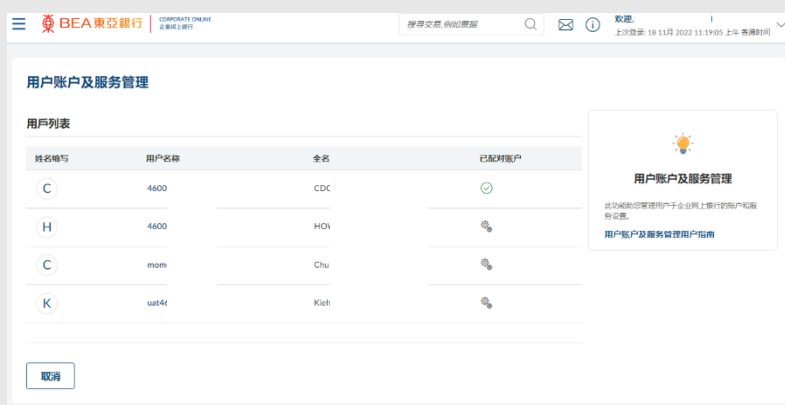 BEA東亞銀行 CORPORATE ONLINE
企業網上銀行
搜寻交易,例如票据
欢迎,
上次登录: 18 11月 2022 11:19:05 上午 香港时间
用户账户及服务管理
用戶列表
姓名缩写 用户名称 全名 已配对账户
C 4600 CDC
H 4600 HOW
C mom Chu
K uat46 Kieh
取消
用户账户及服务管理
此功能助您管理用户于企业网上银行的账户和服
务设置。
用户账户及服务管理用户指南